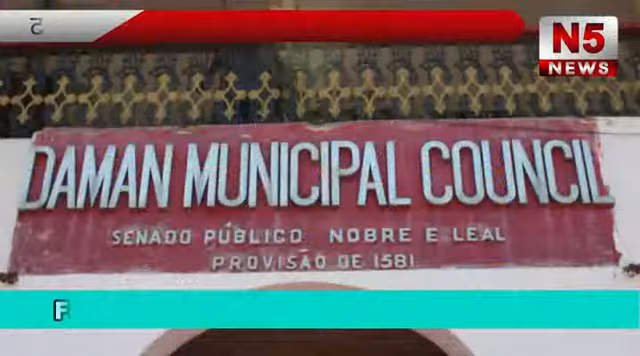 N5
NEWS
DAMAN MUNICIPAL COUNCIL
SENADO PÚBLICO NOBRE E LEAL
PROVISÃO DE 1581
F